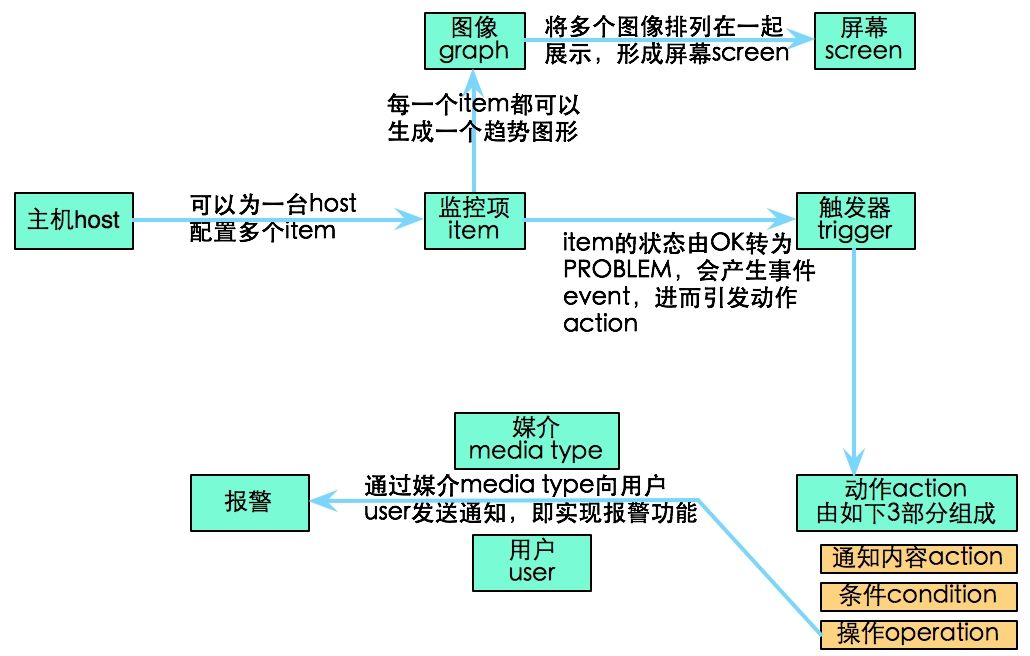 图像
graph
将多个图像排列在一起
展示，形成屏幕screen
屏幕
screen
每一个item都可以
生成一个趋势图形
主机host
可以为一台host
配置多个item
监控项
item
触发器
trigger
item的状态由OK转为
PROBLEM，会产生事件
event，进而引发动作
action
媒介
media type
报警
通过媒介media type向用户
user发送通知，即实现报警功能
用户
user
动作action
由如下3部分组成
通知内容action
条件condition
操作operation